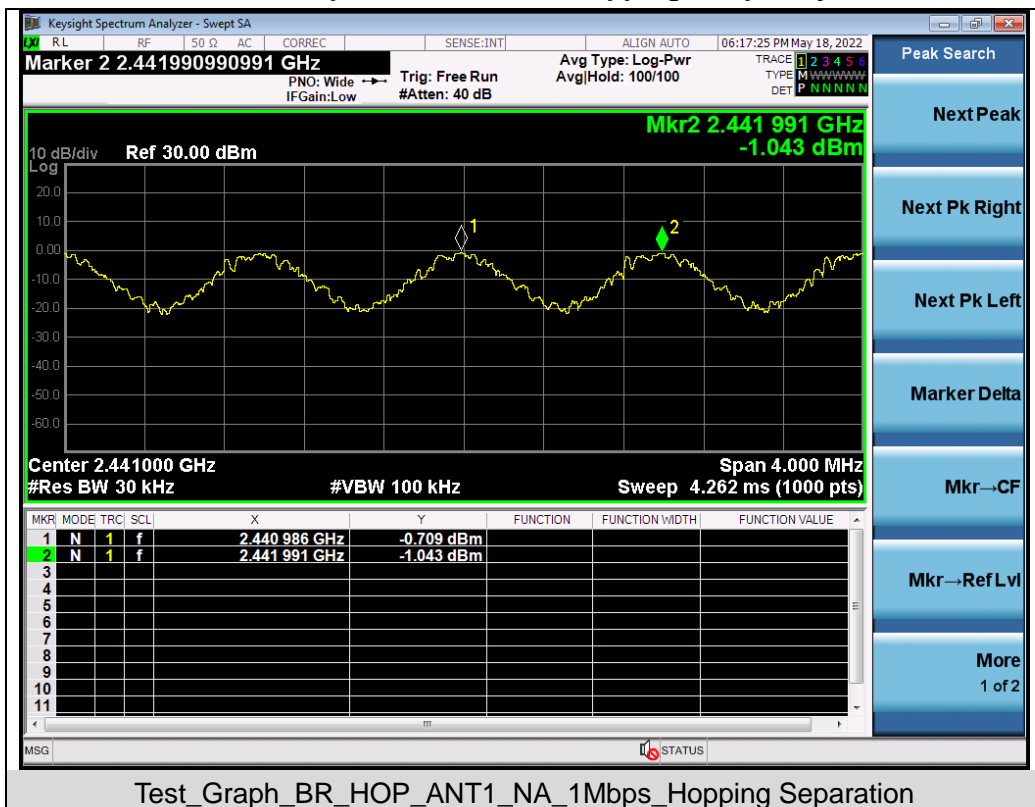 Keysight Spectrum Analyzer - Swept SA
LXI RL RF 50 Ω AC CORREC SENSE:INT ALIGN AUTO 06:17:25 PM May 18, 2022
Marker 2 2.441990990991 GHz
PNO: Wide
IFGain:Low
Trig: Free Run
#Atten: 40 dB
Avg Type: Log-Pwr
Avg|Hold: 100/100
TRACE 1 2 3 4 5 6
TYPE M WWWWW
DET P N N N N N
Mkr2 2.441 991 GHz
-1.043 dBm
10 dB/div Ref 30.00 dBm
Log
20.0
10.0
0.00
-10.0
-20.0
-30.0
-40.0
-50.0
-60.0
1
2
Center 2.441000 GHz Span 4.000 MHz
#Res BW 30 kHz #VBW 100 kHz Sweep 4.262 ms (1000 pts)
MKR MODE TRC SCL X Y FUNCTION FUNCTION WIDTH FUNCTION VALUE
1 N 1 f 2.440 986 GHz -0.709 dBm
2 N 1 f 2.441 991 GHz -1.043 dBm
3
4
5
6
7
8
9
10
11
MSG STATUS
Peak Search
Next Peak
Next Pk Right
Next Pk Left
Marker Delta
Mkr→CF
Mkr→Ref Lvl
More
1 of 2
Test_Graph_BR_HOP_ANT1_NA_1Mbps_Hopping Separation